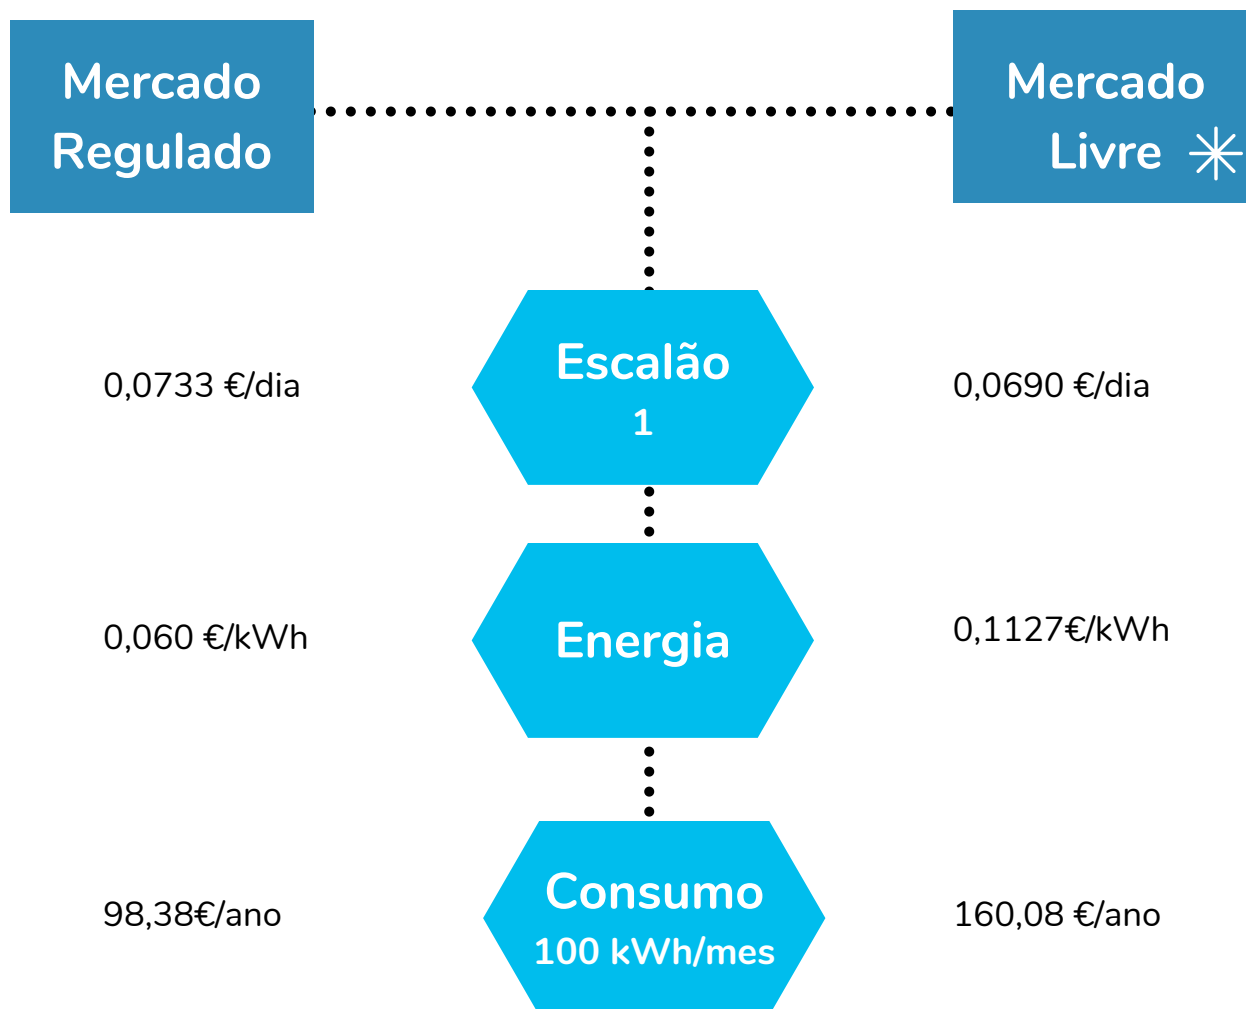 Mercado
Regulado
Mercado
Livre
0,0733 €/dia
Escalão
1
0,0690 €/dia
0,060 €/kWh
Energia
0,1127€/kWh
98,38€/ano
Consumo
100 kWh/mes
160,08 €/ano